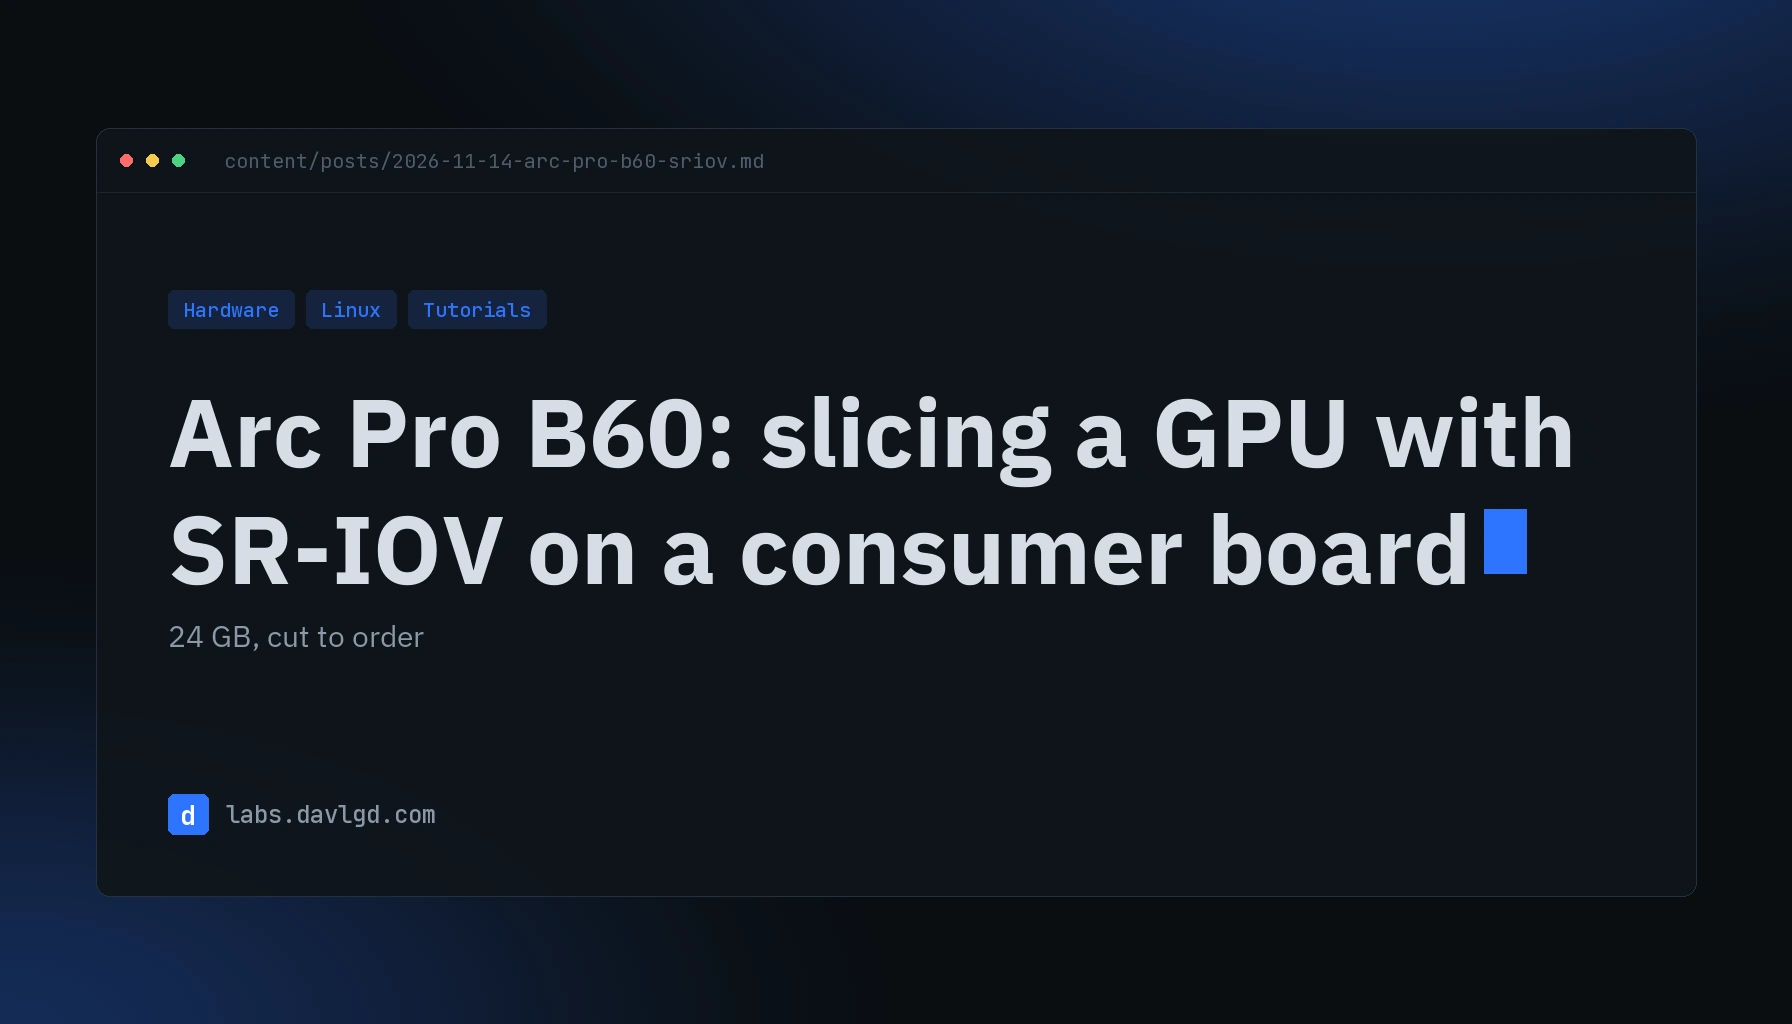 content/posts/2026-11-14-arc-pro-b60-sriov.md
Hardware Linux Tutorials
Arc Pro B60: slicing a GPU with
SR-IOV on a consumer board
24 GB, cut to order
d labs.davlgd.com